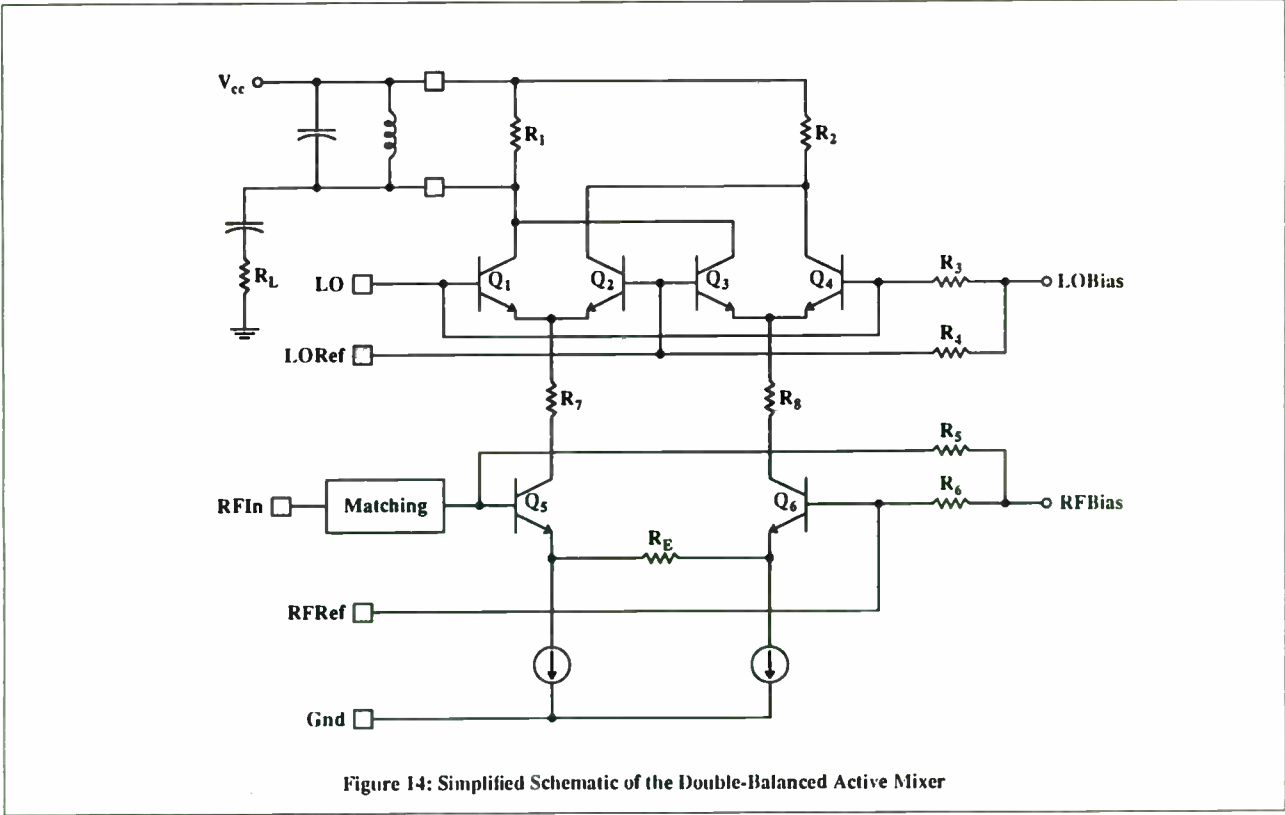 Vcc
R1
R2
RL
LO
Q1
Q2
Q3
Q4
R3
LOBias
LORef
R4
R7
R8
R5
RFIn
Matching
Q5
Q6
R6
RFBias
RE
RFRef
Gnd
Figure 14: Simplified Schematic of the Double-Balanced Active Mixer